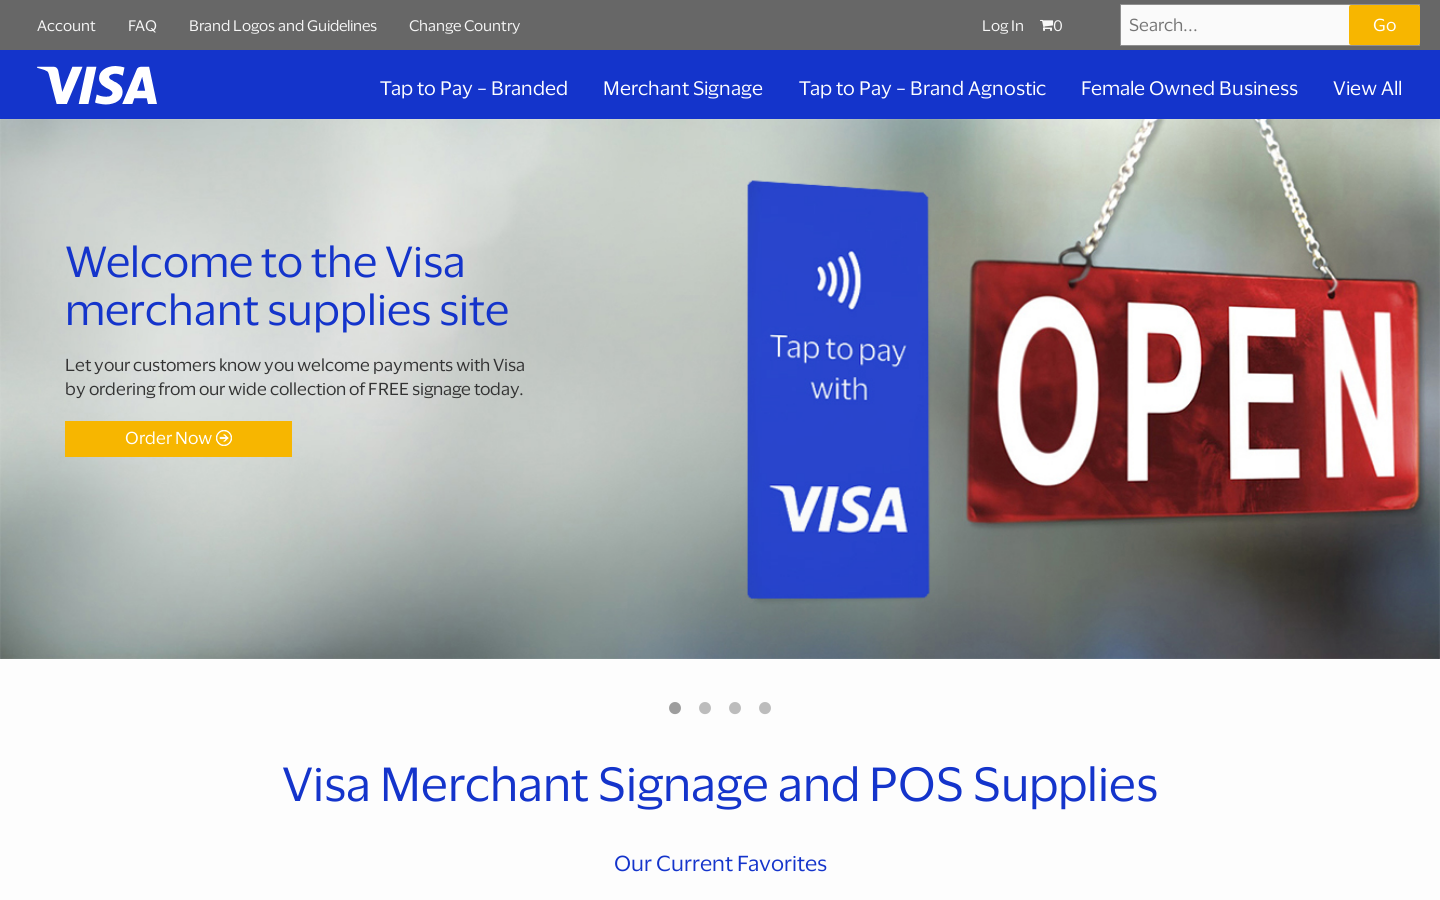 Account
FAQ
Brand Logos and Guidelines
Change Country
Log In
0
Search...
Go
VISA
Tap to Pay – Branded
Merchant Signage
Tap to Pay – Brand Agnostic
Female Owned Business
View All
Welcome to the Visa
merchant supplies site
Let your customers know you welcome payments with Visa
by ordering from our wide collection of FREE signage today.
Order Now
Tap to pay
with
VISA
OPEN
Visa Merchant Signage and POS Supplies
Our Current Favorites